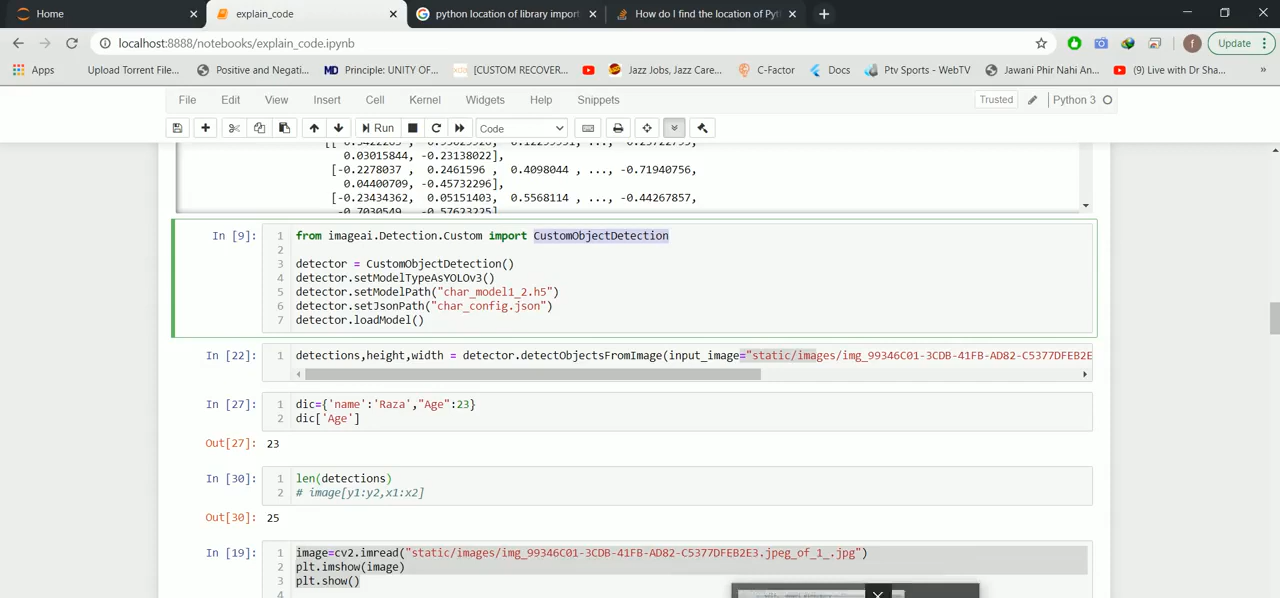 Home
explain_code
python location of library import
How do I find the location of Pyt
localhost:8888/notebooks/explain_code.ipynb
Update
Apps
Upload Torrent File...
Positive and Negati...
MD Principle: UNITY OF...
[CUSTOM RECOVER...
Jazz Jobs, Jazz Care...
C-Factor
Docs
Ptv Sports - WebTV
Jawani Phir Nahi An...
(9) Live with Dr Sha...
File Edit View Insert Cell Kernel Widgets Help Snippets
Trusted
Python 3
Run
Code
0.03015844, -0.23138022],
[-0.2278037 , 0.2461596 , 0.4098044 , ..., -0.71940756,
0.04400709, -0.45732296],
[-0.23434362, 0.05151403, 0.5568114 , ..., -0.44267857,
-0.7030549, -0.57623225]
In [9]:
1 from imageai.Detection.Custom import CustomObjectDetection
2
3 detector = CustomObjectDetection()
4 detector.setModelTypeAsYOLOv3()
5 detector.setModelPath("char_model1_2.h5")
6 detector.setJsonPath("char_config.json")
7 detector.loadModel()
In [22]:
1 detections,height,width = detector.detectObjectsFromImage(input_image="static/images/img_99346C01-3CDB-41FB-AD82-C5377DFEB2E
In [27]:
1 dic={'name':'Raza',"Age":23}
2 dic['Age']
Out[27]: 23
In [30]:
1 len(detections)
2 # image[y1:y2,x1:x2]
Out[30]: 25
In [19]:
1 image=cv2.imread("static/images/img_99346C01-3CDB-41FB-AD82-C5377DFEB2E3.jpeg_of_1_.jpg")
2 plt.imshow(image)
3 plt.show()
4